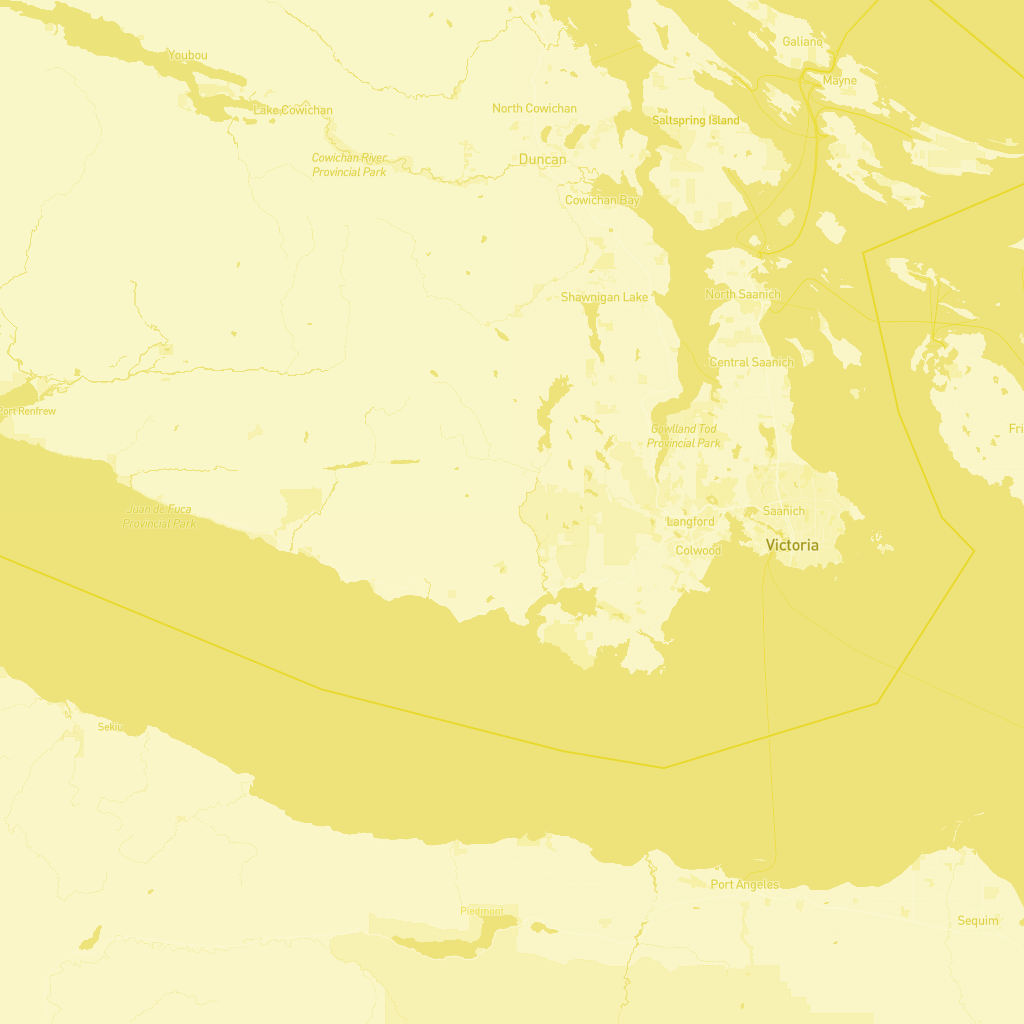 Galiano
Youbou
Mayne
Lake Cowichan
North Cowichan
Saltspring Island
Cowichan River
Provincial Park
Duncan
Cowichan Bay
Shawnigan Lake
North Saanich
Central Saanich
Port Renfrew
Gowlland Tod
Provincial Park
Fri
Juan de Fuca
Provincial Park
Langford
Saanich
Colwood
Victoria
Sekiu
Port Angeles
Piedmont
Sequim